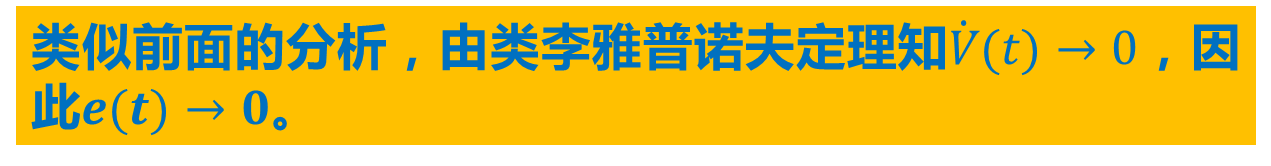 类似前面的分析，由类李雅普诺夫定理知V̇(t) → 0，因
此e(t) → 0。